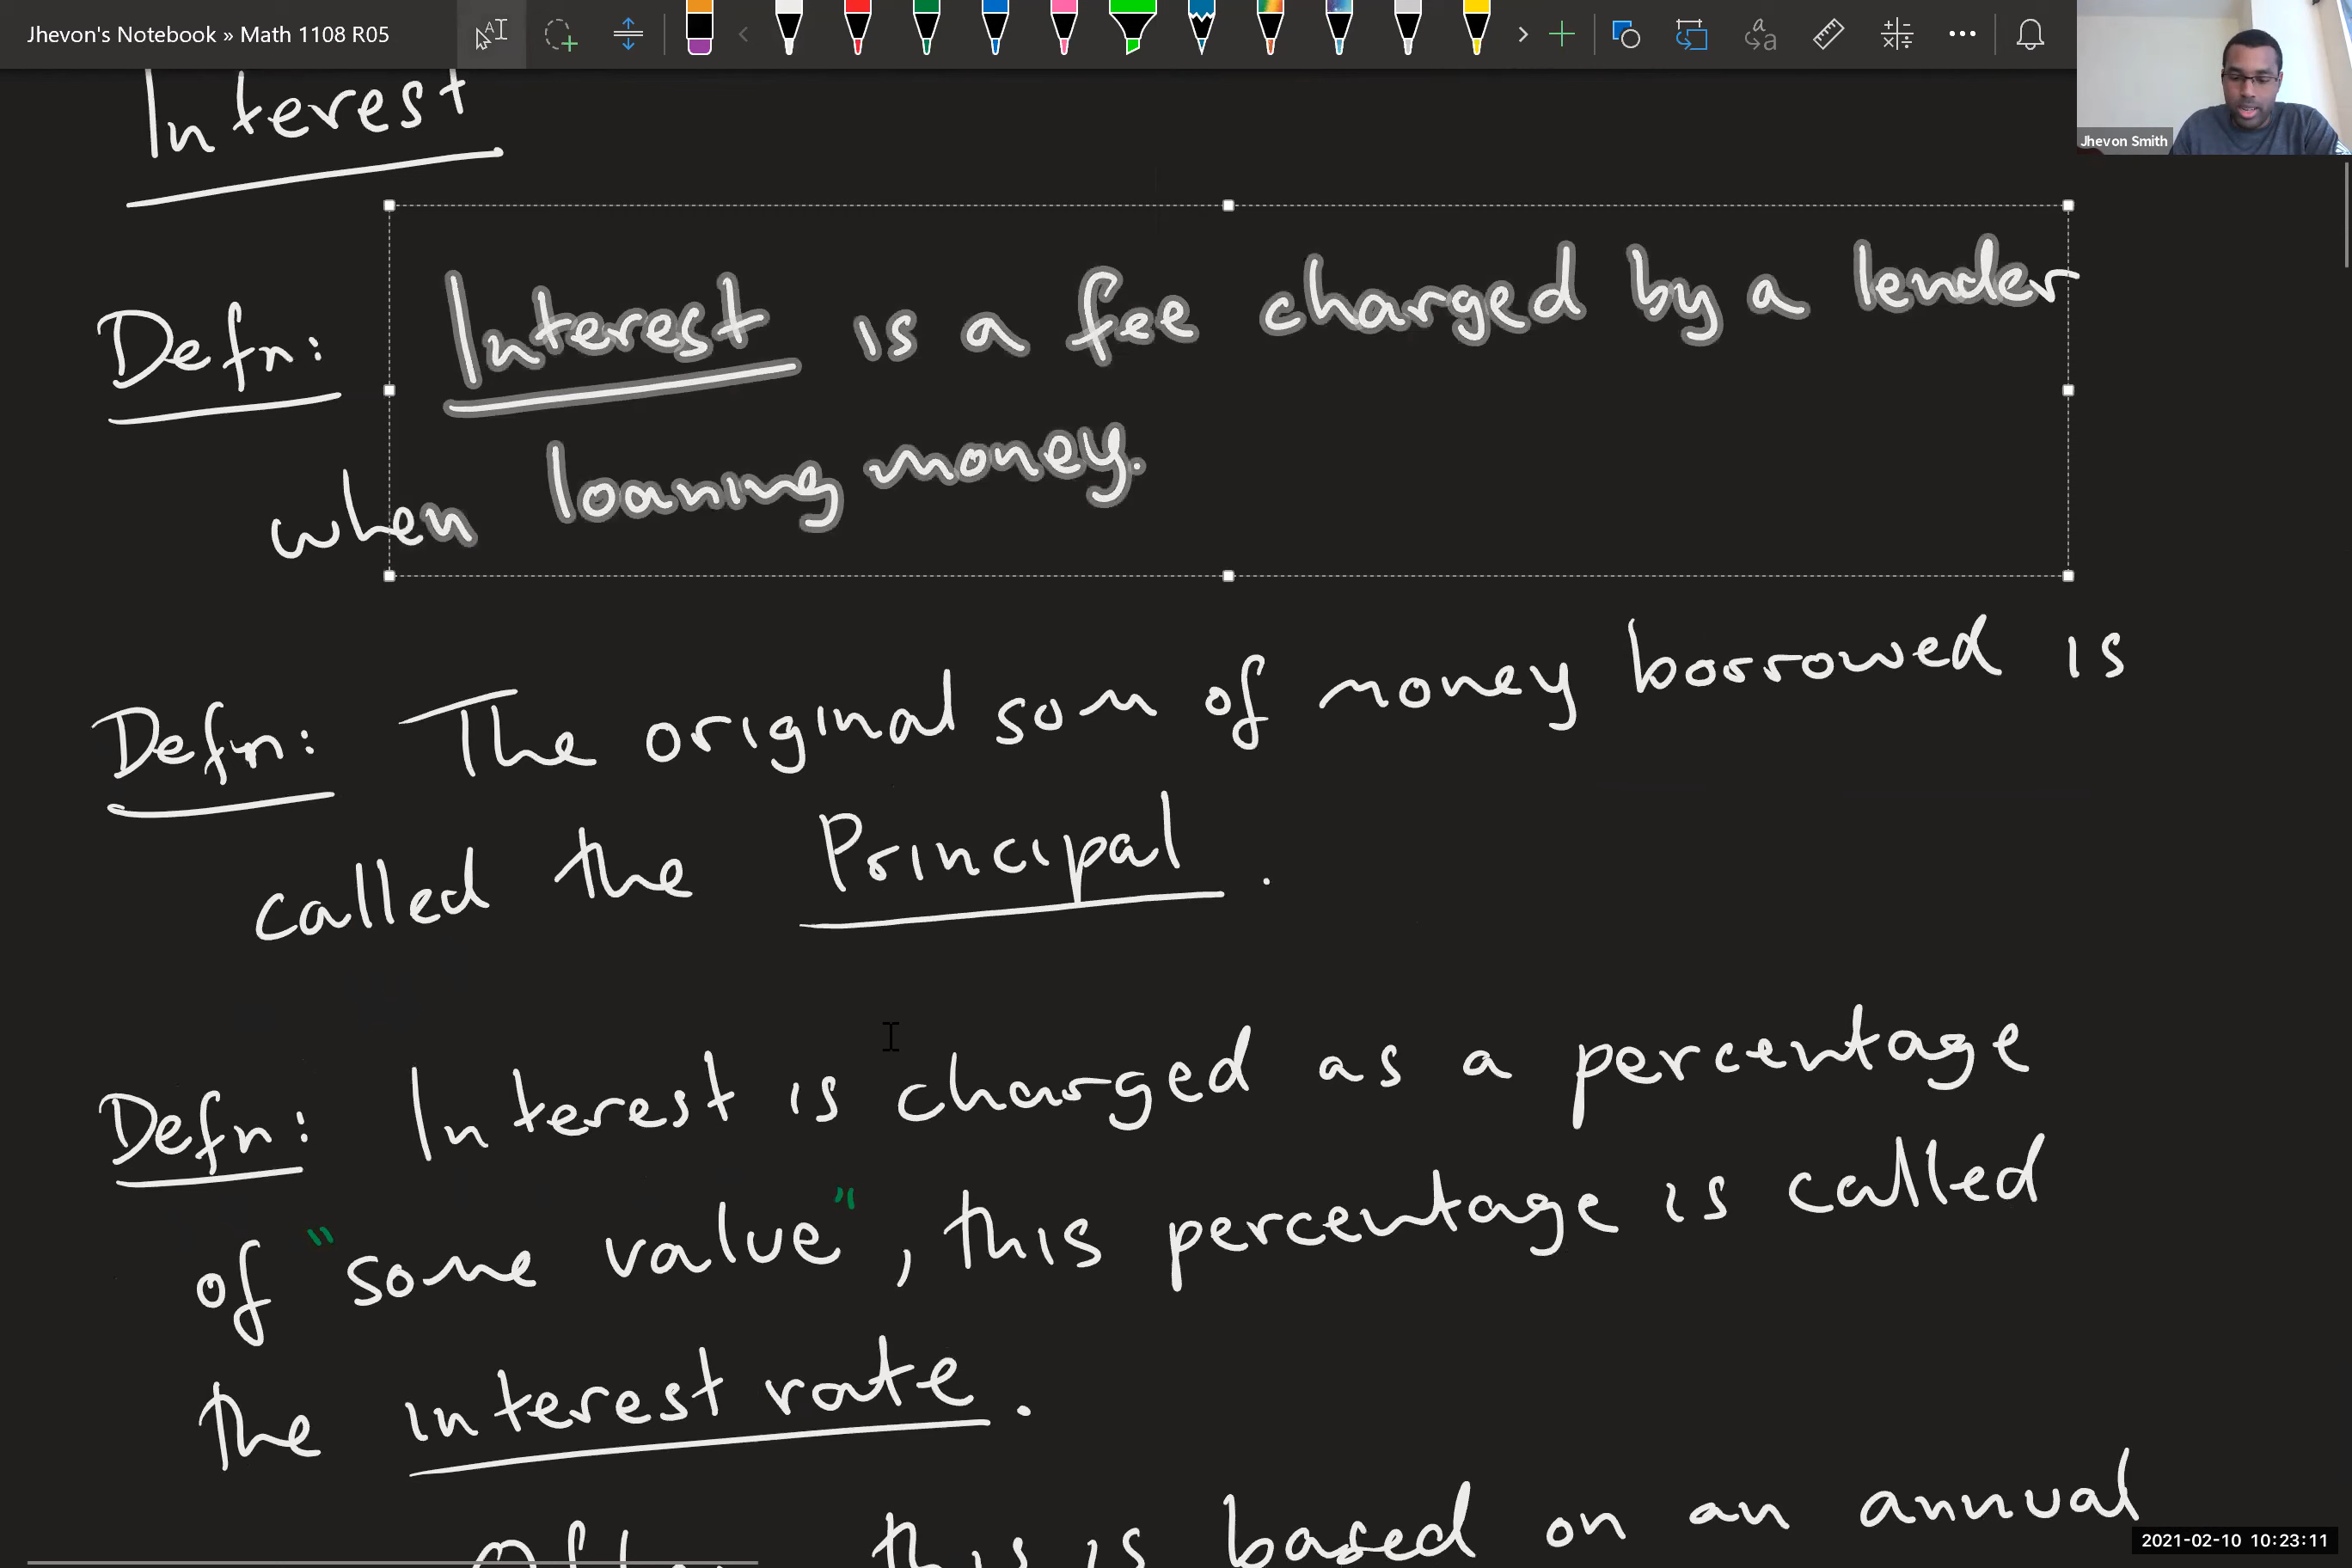 Jhevon's Notebook » Math 1108 R05
Jhevon Smith
Interest
Defn: Interest is a fee charged by a lender
when loaning money.
Defn: The original sum of money borrowed is
called the Principal.
Defn: Interest is charged as a percentage
of "some value", this percentage is called
the interest rate.
this is based on an annual
2021-02-10 10:23:11